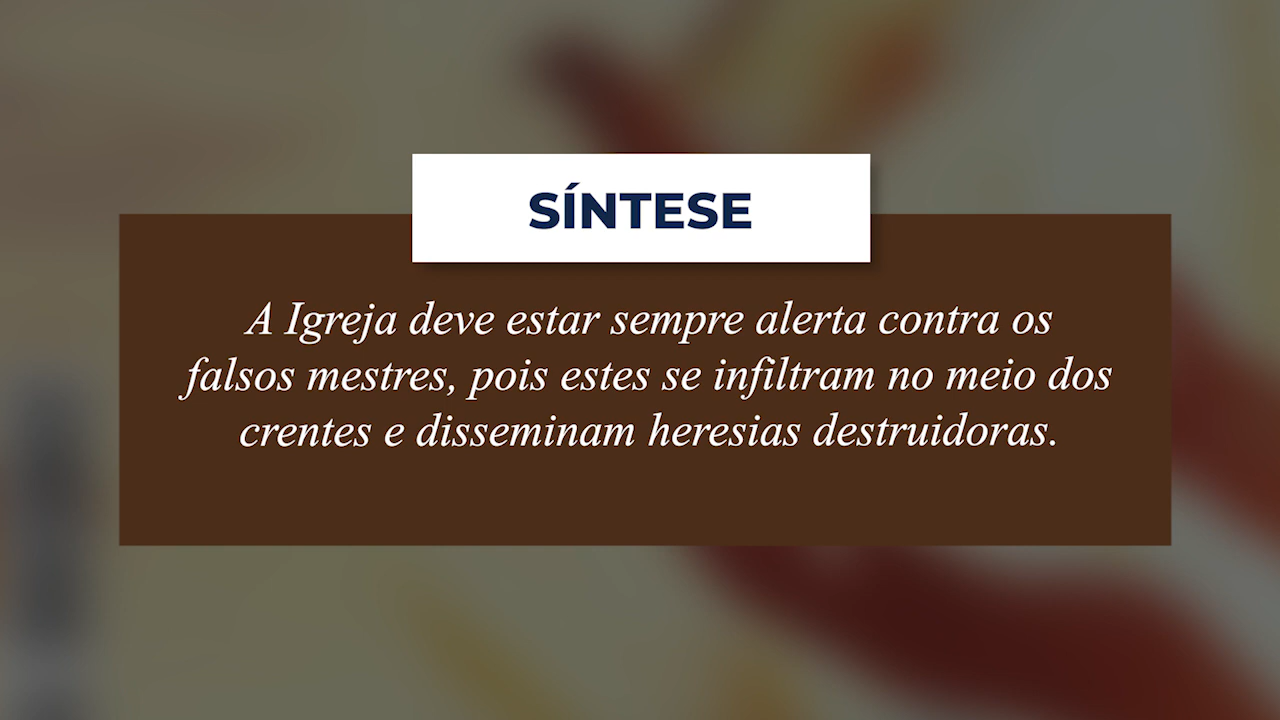 SÍNTESE
A Igreja deve estar sempre alerta contra os
falsos mestres, pois estes se infiltram no meio dos
crentes e disseminam heresias destruidoras.